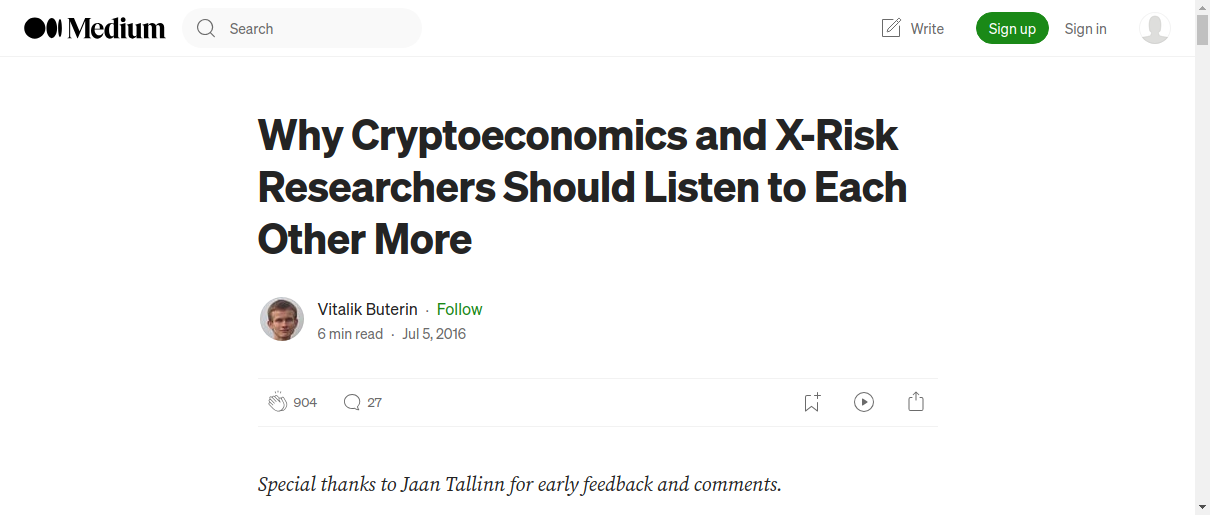 Medium
Search
Write
Sign up
Sign in
Why Cryptoeconomics and X-Risk
Researchers Should Listen to Each
Other More
Vitalik Buterin · Follow
6 min read · Jul 5, 2016
904
27
Special thanks to Jaan Tallinn for early feedback and comments.